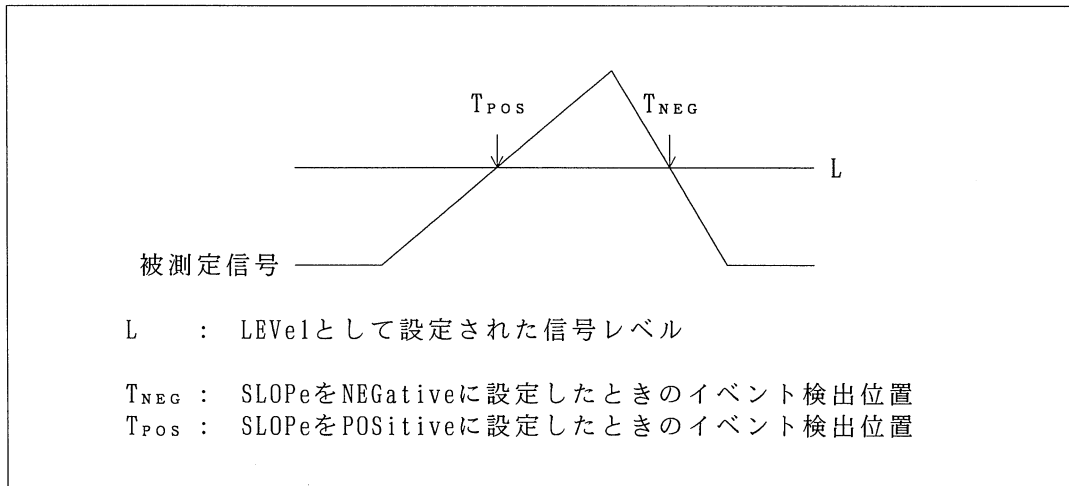 T_POS T_NEG
L
被測定信号
L : LEVelとして設定された信号レベル
T_NEG : SLOPeをNEGativeに設定したときのイベント検出位置
T_POS : SLOPeをPOSitiveに設定したときのイベント検出位置